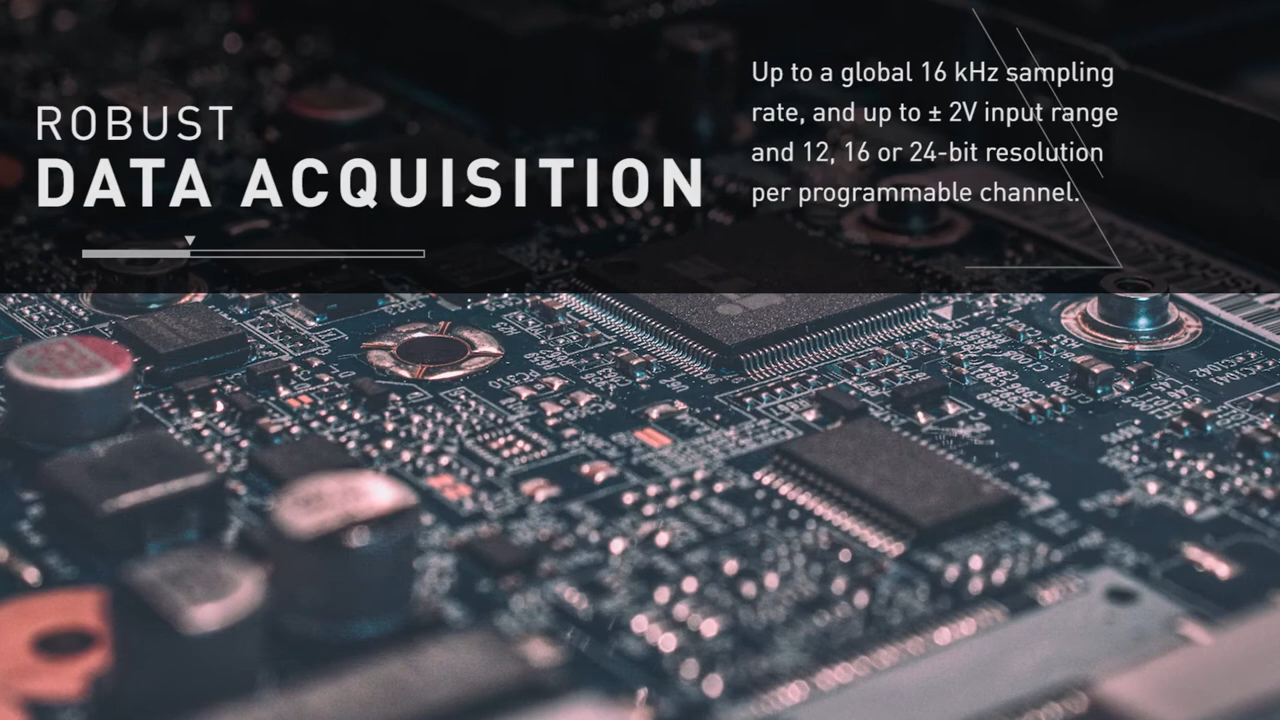 ROBUST
DATA ACQUISITION
Up to a global 16 kHz sampling
rate, and up to ± 2V input range
and 12, 16 or 24-bit resolution
per programmable channel.